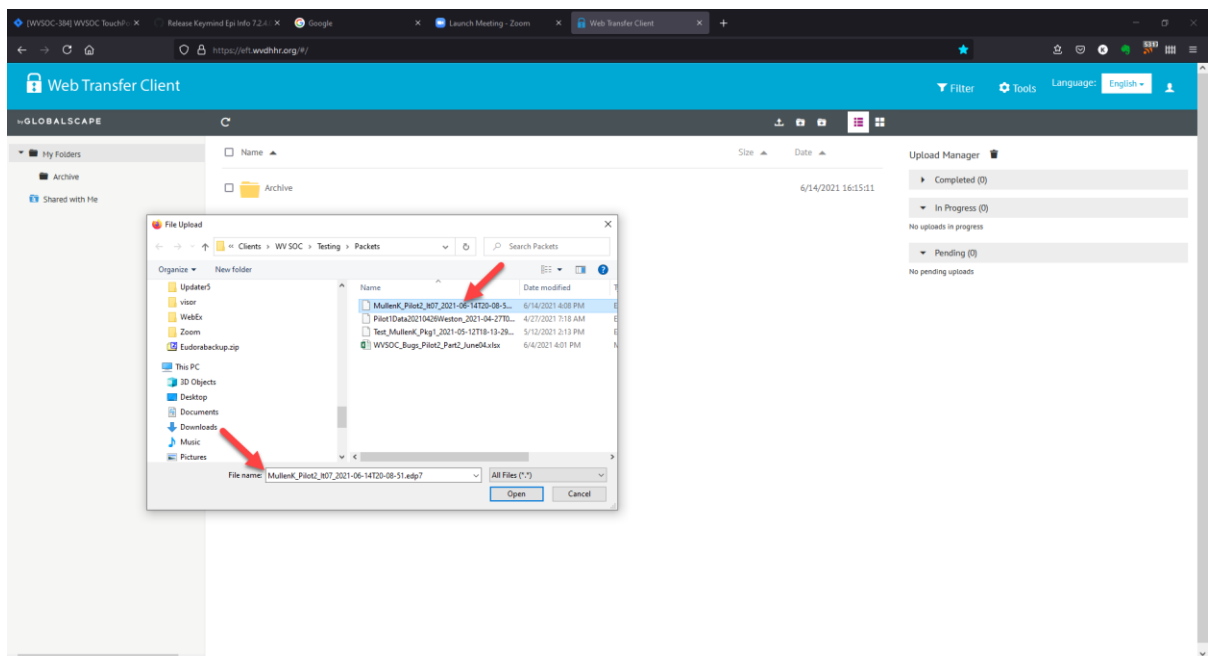 [WVSOC-384] WVSOC TouchP
Release Keymind Epi Info 7.2.4.
Google
Launch Meeting - Zoom
Web Transfer Client
https://eft.wvdhhr.org/#/
Web Transfer Client
Filter
Tools
Language:
English
by GLOBALSCAPE
My Folders
Archive
Shared with Me
Name
Size
Date
Archive
6/14/2021 16:15:11
Upload Manager
Completed (0)
In Progress (0)
No uploads in progress
Pending (0)
No pending uploads
File Upload
« Clients › WV SOC › Testing › Packets
Search Packets
Organize
New folder
Updater5
visor
WebEx
Zoom
Eudorabackup.zip
This PC
3D Objects
Desktop
Documents
Downloads
Music
Pictures
Name
Date modified
MullenK_Pilot2_It07_2021-06-14T20-08-5...
6/14/2021 4:08 PM
Pilot1Data20210426Weston_2021-04-27T0...
4/27/2021 7:18 AM
Test_MullenK_Pkg1_2021-05-12T18-13-29...
5/12/2021 2:13 PM
WVSOC_Bugs_Pilot2_Part2_June04.xlsx
6/4/2021 4:01 PM
File name:
MullenK_Pilot2_It07_2021-06-14T20-08-51.edp7
All Files (*.*)
Open
Cancel